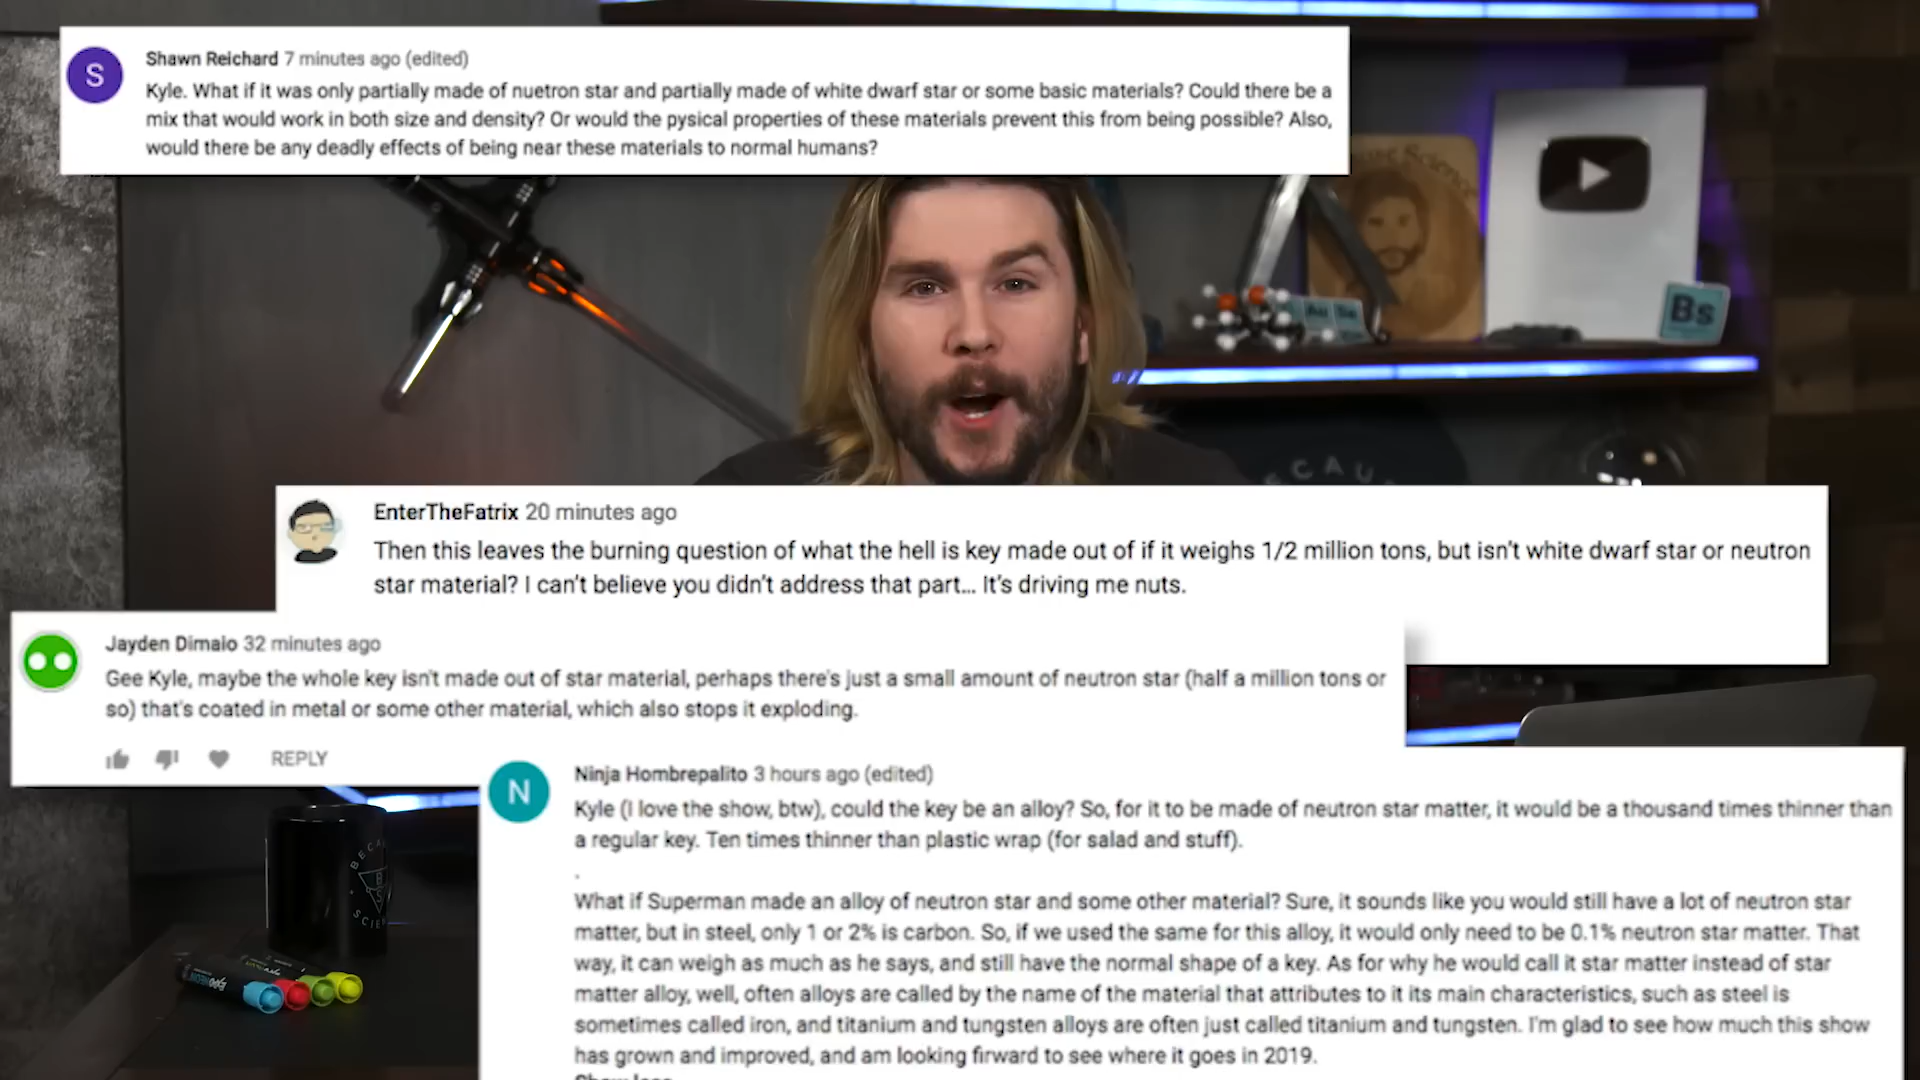 S
Shawn Reichard 7 minutes ago (edited)
Kyle. What if it was only partially made of nuetron star and partially made of white dwarf star or some basic materials? Could there be a
mix that would work in both size and density? Or would the pysical properties of these materials prevent this from being possible? Also,
would there be any deadly effects of being near these materials to normal humans?
Science
Au
Bs
ECAU
EnterTheFatrix 20 minutes ago
Then this leaves the burning question of what the hell is key made out of if it weighs 1/2 million tons, but isn't white dwarf star or neutron
star material? I can't believe you didn't address that part... It's driving me nuts.
Jayden Dimaio 32 minutes ago
Gee Kyle, maybe the whole key isn't made out of star material, perhaps there's just a small amount of neutron star (half a million tons or
so) that's coated in metal or some other material, which also stops it exploding.
REPLY
N
Ninja Hombrepalito 3 hours ago (edited)
Kyle (I love the show, btw), could the key be an alloy? So, for it to be made of neutron star matter, it would be a thousand times thinner than
a regular key. Ten times thinner than plastic wrap (for salad and stuff).
.
What if Superman made an alloy of neutron star and some other material? Sure, it sounds like you would still have a lot of neutron star
matter, but in steel, only 1 or 2% is carbon. So, if we used the same for this alloy, it would only need to be 0.1% neutron star matter. That
way, it can weigh as much as he says, and still have the normal shape of a key. As for why he would call it star matter instead of star
matter alloy, well, often alloys are called by the name of the material that attributes to it its main characteristics, such as steel is
sometimes called iron, and titanium and tungsten alloys are often just called titanium and tungsten. I'm glad to see how much this show
has grown and improved, and am looking firward to see where it goes in 2019.
Show less
BECAU
SCIEN
EXPO